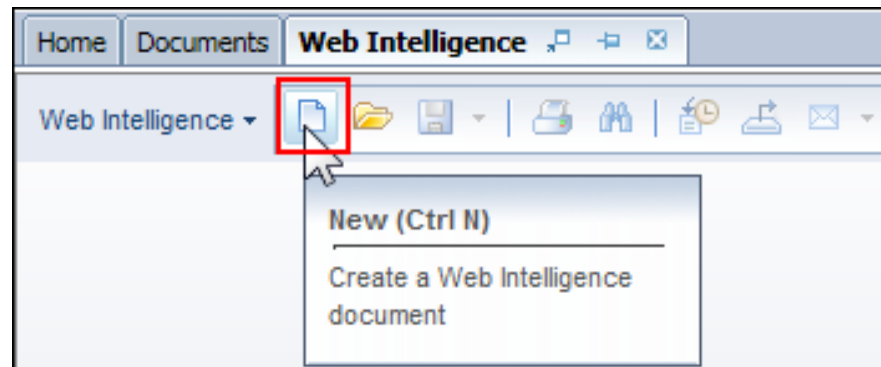 Home Documents Web Intelligence
Web Intelligence
New (Ctrl N)
Create a Web Intelligence
document